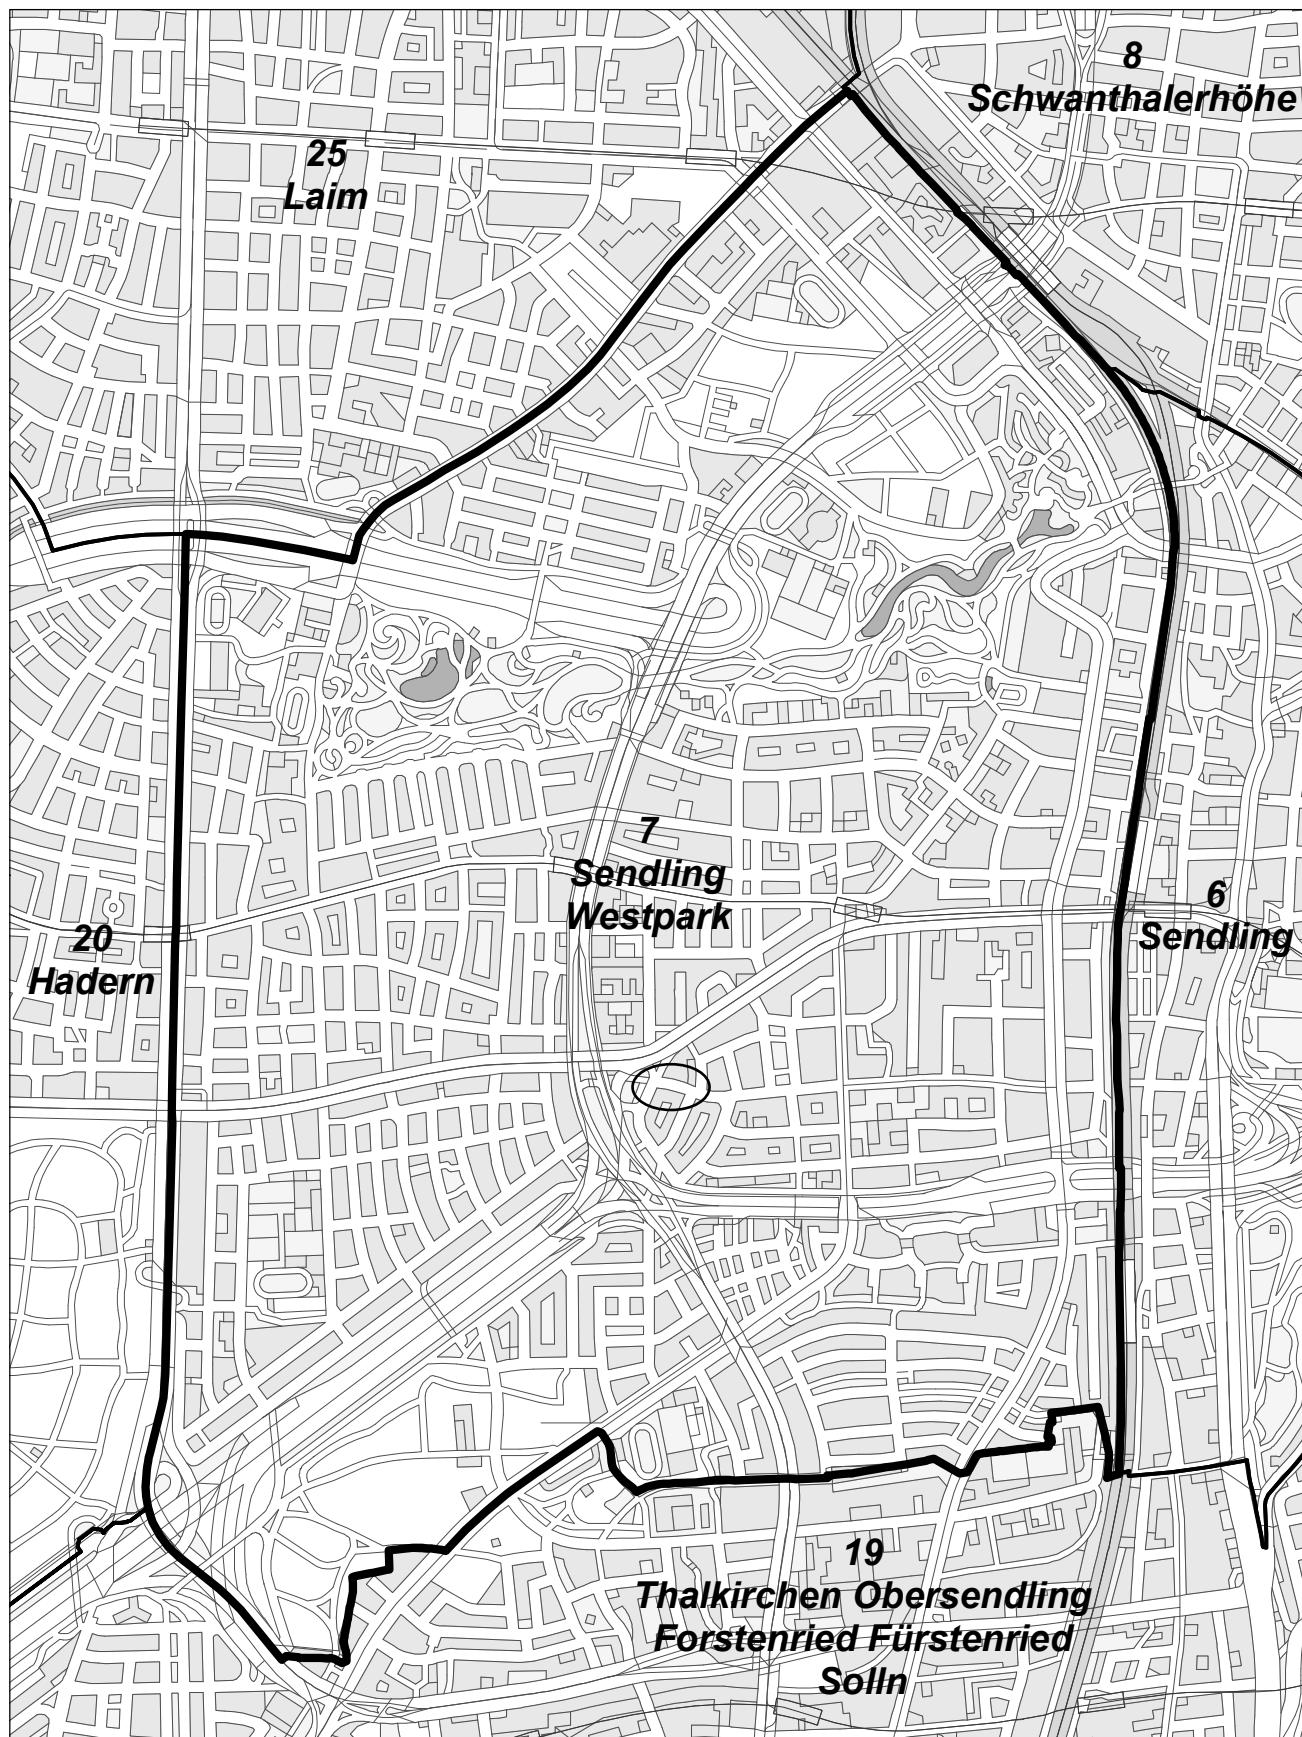 8
Schwanthalerhöhe
25
Laim
7
Sendling
Westpark
6
Sendling
20
Hadern
19
Thalkirchen Obersendling
Forstenried Fürstenried
Solln